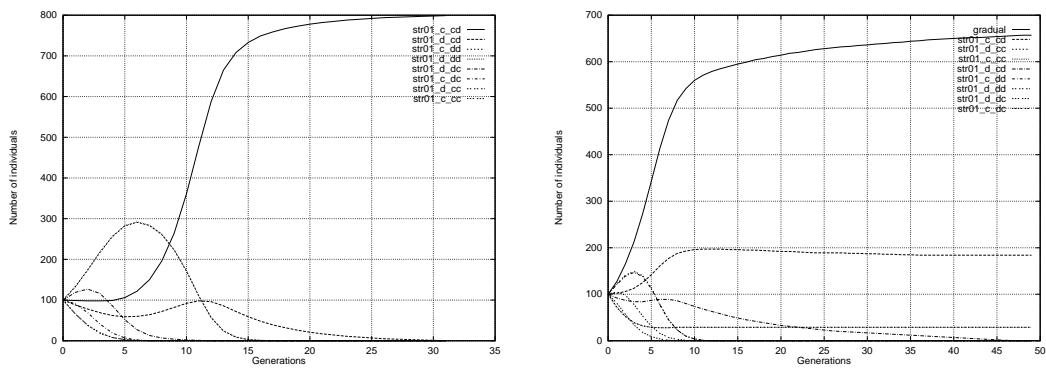 800
700
600
500
400
300
200
100
0
0 5 10 15 20 25 30 35
Number of individuals
Generations
str01_c_cd
str01_d_cd
str01_c_dd
str01_d_dd
str01_d_dc
str01_c_dc
str01_d_cc
str01_c_cc
700
600
500
400
300
200
100
0
0 5 10 15 20 25 30 35 40 45 50
Number of individuals
Generations
gradual
str01_c_cd
str01_d_cc
str01_c_cc
str01_d_cd
str01_d_dd
str01_d_dc
str01_c_dc